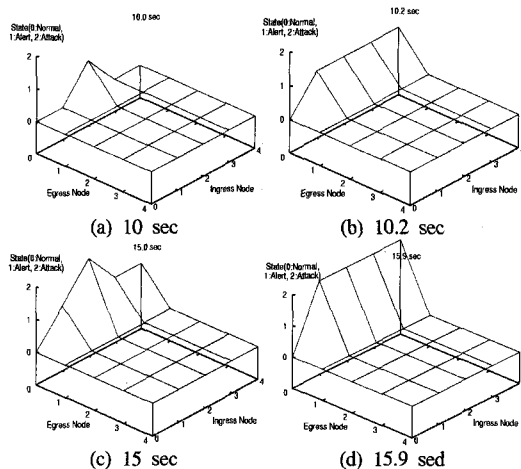 10.0 sec
State(0:Normal,
1:Alert, 2:Attack)
2
1
0
0
1
2
3
4
0
1
2
3
4
Egress Node
Ingress Node
(a) 10 sec
10.2 sec
State(0:Normal,
1:Alert, 2:Attack)
2
1
0
0
1
2
3
4
0
1
2
3
4
Egress Node
Ingress Node
(b) 10.2 sec
15.0 sec
State(0:Normal,
1:Alert, 2:Attack)
2
1
0
0
1
2
3
4
0
1
2
3
4
Egress Node
Ingress Node
(c) 15 sec
15.9 sec
State(0:Normal,
1:Alert, 2:Attack)
2
1
0
0
1
2
3
4
0
1
2
3
4
Egress Node
Ingress Node
(d) 15.9 sed